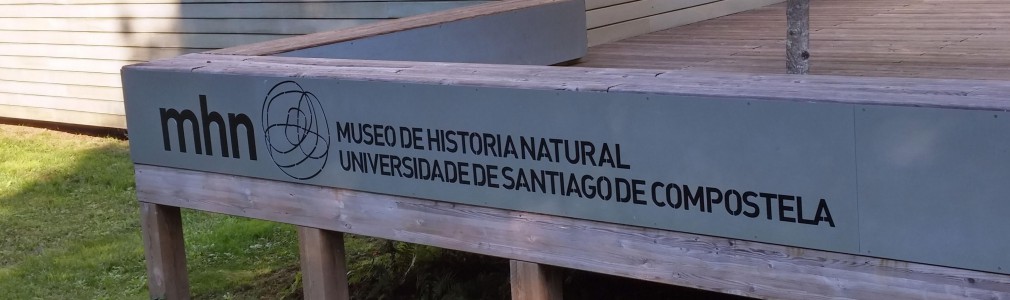 mhn
MUSEO DE HISTORIA NATURAL
UNIVERSIDADE DE SANTIAGO DE COMPOSTELA